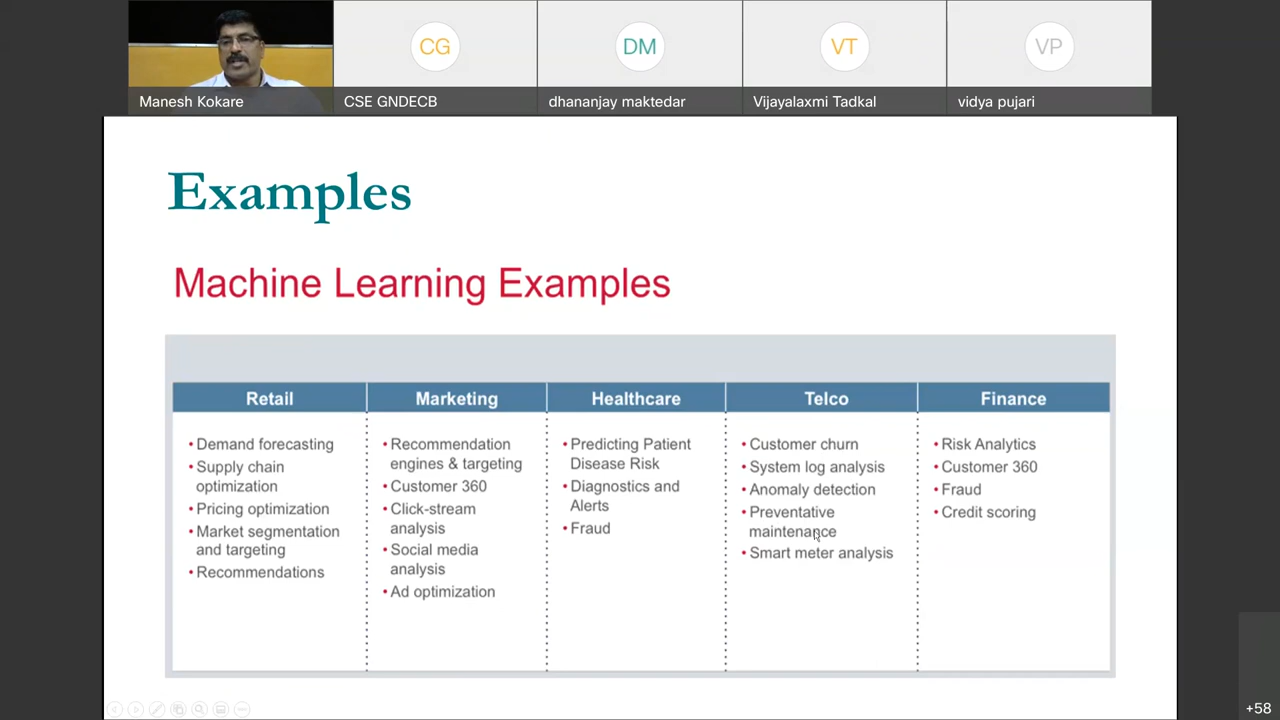 CG
DM
VT
VP
Manesh Kokare
CSE GNDECB
dhananjay maktedar
Vijayalaxmi Tadkal
vidya pujari
Examples
Machine Learning Examples
Retail
• Demand forecasting
• Supply chain
optimization
• Pricing optimization
• Market segmentation
and targeting
• Recommendations
Marketing
• Recommendation
engines & targeting
• Customer 360
• Click-stream
analysis
• Social media
analysis
• Ad optimization
Healthcare
• Predicting Patient
Disease Risk
• Diagnostics and
Alerts
• Fraud
Telco
• Customer churn
• System log analysis
• Anomaly detection
• Preventative
maintenance
• Smart meter analysis
Finance
• Risk Analytics
• Customer 360
• Fraud
• Credit scoring
+58